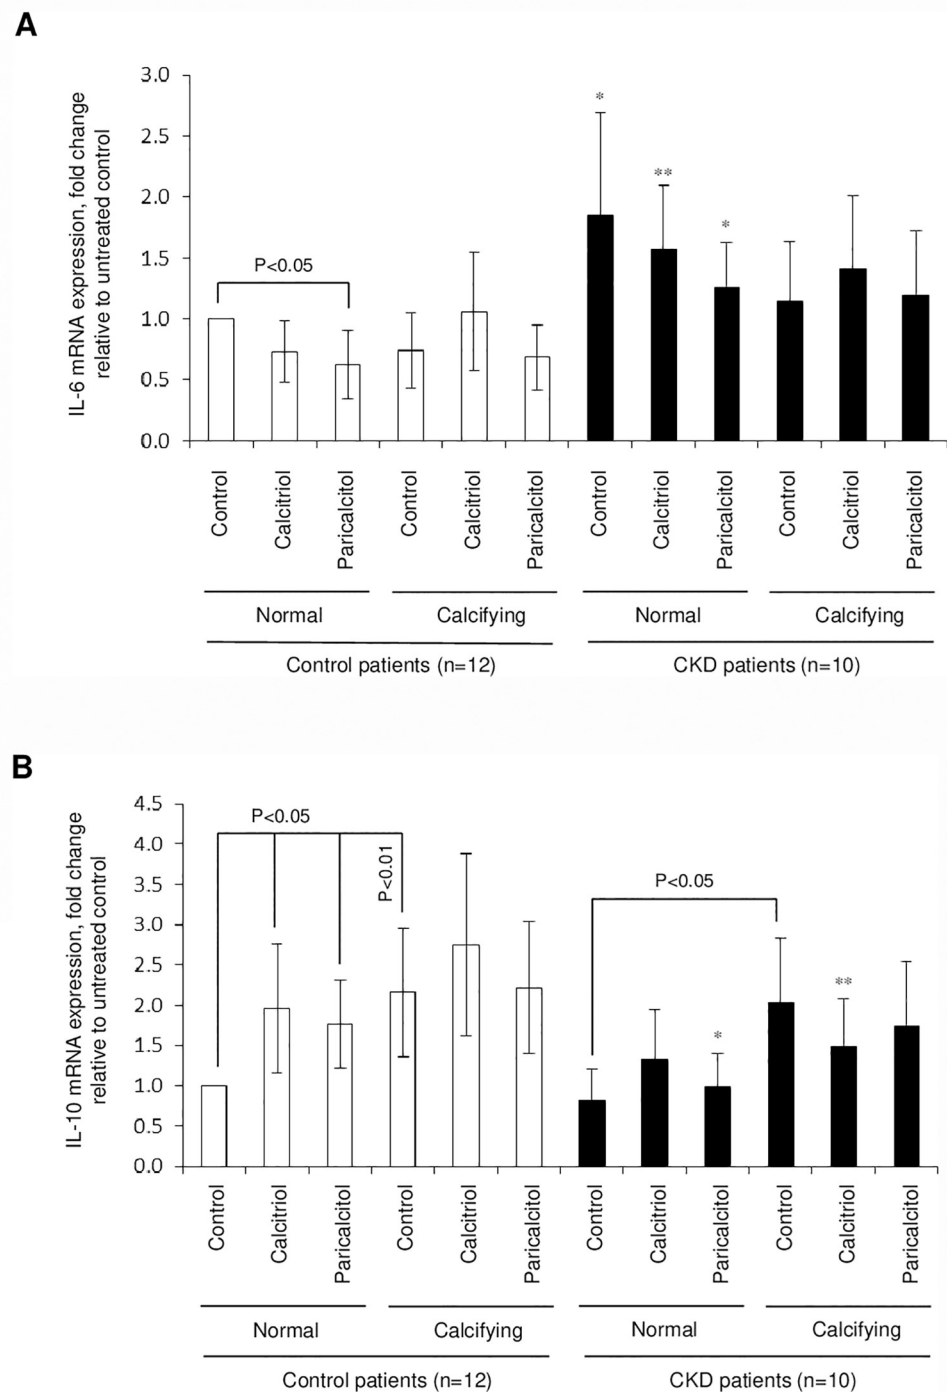 A
IL-6 mRNA expression, fold change
relative to untreated control
3.0
2.5
2.0
1.5
1.0
0.5
0.0
P<0.05
*
**
*
Control
Calcitriol
Paricalcitol
Control
Calcitriol
Paricalcitol
Control
Calcitriol
Paricalcitol
Control
Calcitriol
Paricalcitol
Normal
Calcifying
Normal
Calcifying
Control patients (n=12)
CKD patients (n=10)
B
IL-10 mRNA expression, fold change
relative to untreated control
4.5
4.0
3.5
3.0
2.5
2.0
1.5
1.0
0.5
0.0
P<0.05
P<0.01
P<0.05
*
**
Control
Calcitriol
Paricalcitol
Control
Calcitriol
Paricalcitol
Control
Calcitriol
Paricalcitol
Control
Calcitriol
Paricalcitol
Normal
Calcifying
Normal
Calcifying
Control patients (n=12)
CKD patients (n=10)